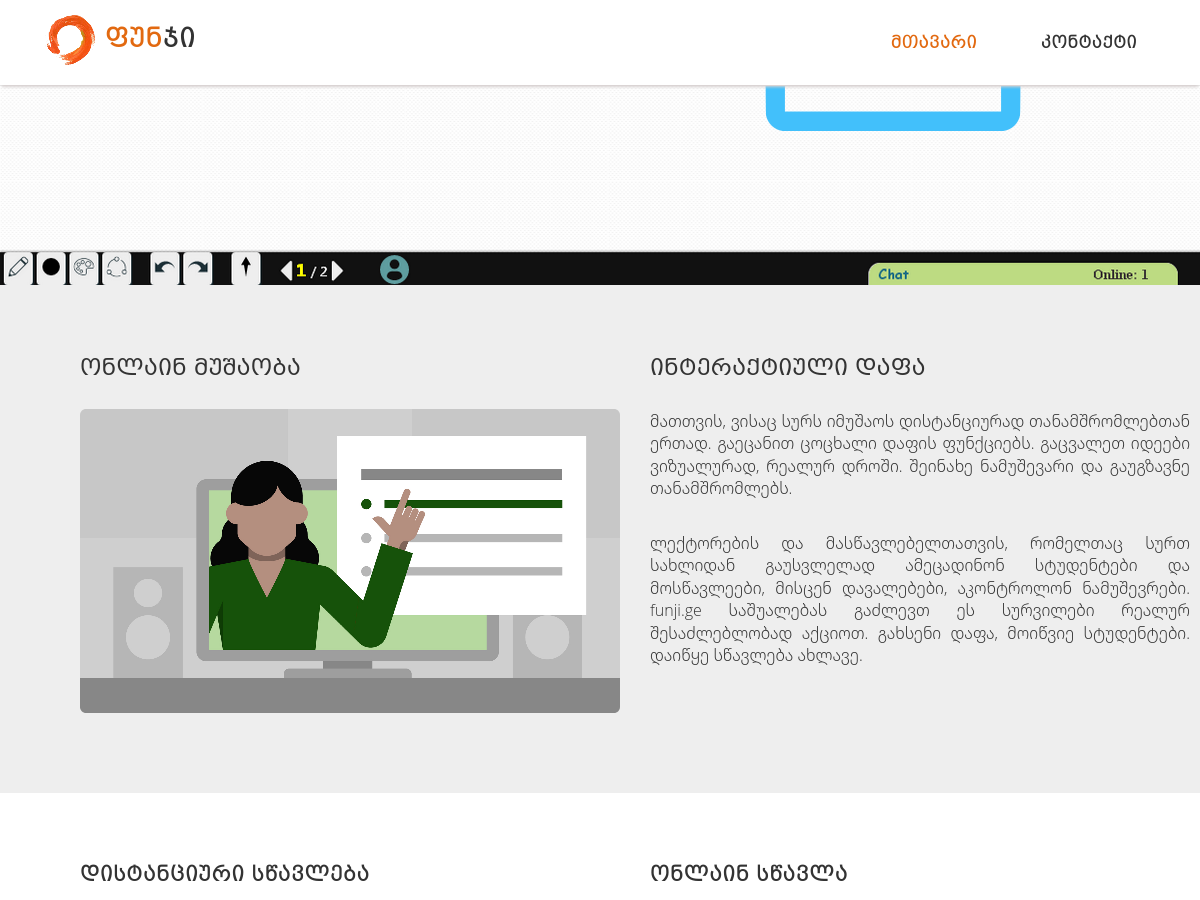 ფუნჯი
მთავარი
კონტაქტი
1 / 2
Chat
Online: 1
ონლაინ მუშაობა
ინტერაქტიული დაფა
მათთვის, ვისაც სურს იმუშაოს დისტანციურად თანამშრომლებთან
ერთად. გაეცანით ცოცხალი დაფის ფუნქციებს. გაცვალეთ იდეები
ვიზუალურად, რეალურ დროში. შეინახე ნამუშევარი და გაუგზავნე
თანამშრომლებს.
ლექტორების და მასწავლებელთათვის, რომელთაც სურთ
სახლიდან გაუსვლელად ამეცადინონ სტუდენტები და
მოსწავლეები, მისცენ დავალებები, აკონტროლონ ნამუშევრები.
funji.ge საშუალებას გაძლევთ ეს სურვილები რეალურ
შესაძლებლობად აქციოთ. გახსენი დაფა, მოიწვიე სტუდენტები.
დაიწყე სწავლება ახლავე.
დისტანციური სწავლება
ონლაინ სწავლა